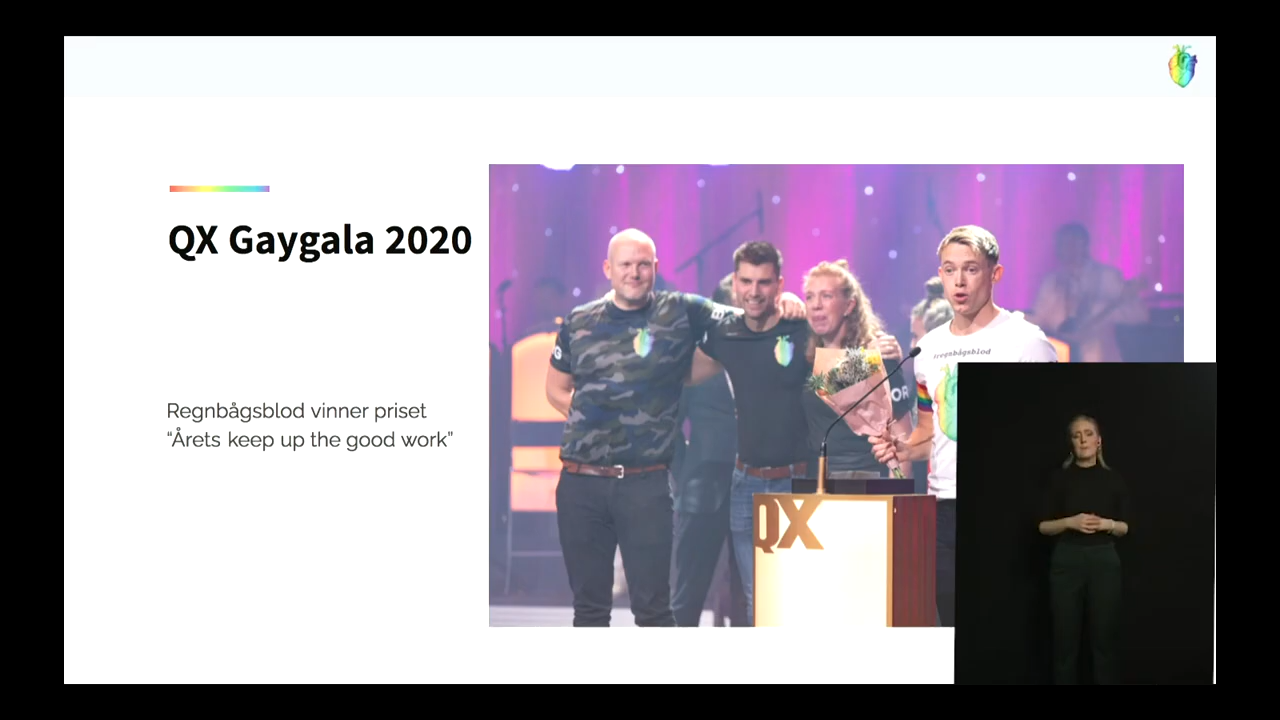 QX Gaygala 2020
Regnbågsblod vinner priset
“Årets keep up the good work”
#regnbågsblod
QX